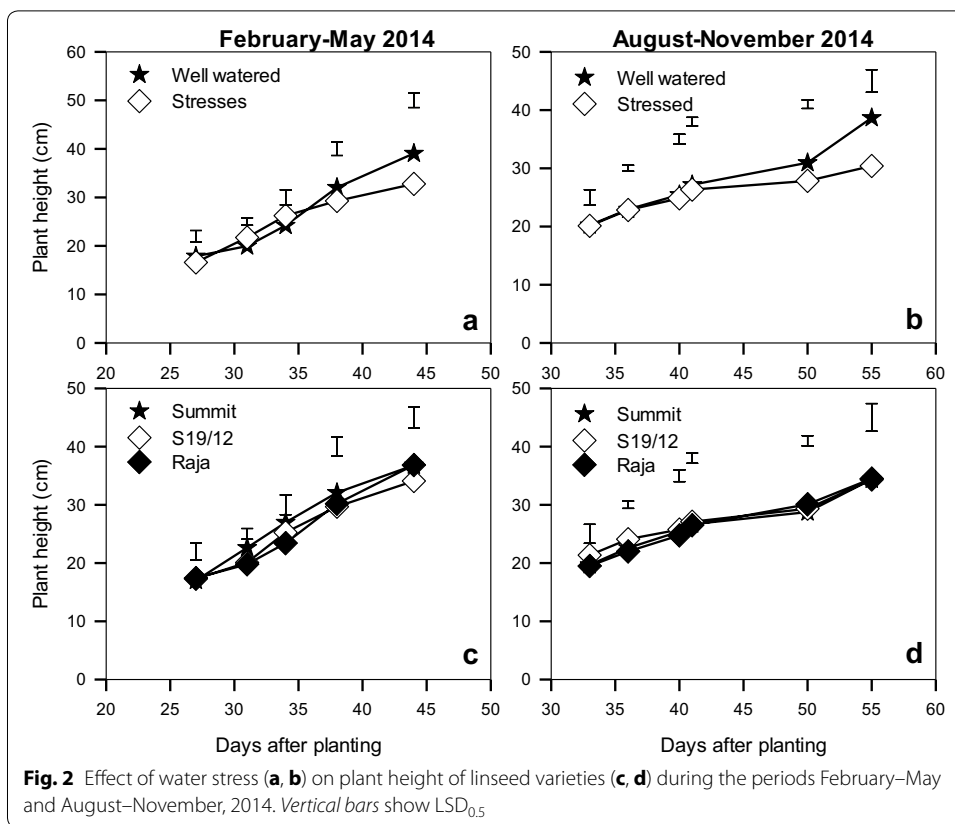 February-May 2014
August-November 2014
60
50
40
30
20
10
0
Plant height (cm)
Well watered
Stresses
a
20 25 30 35 40 45 50
50
40
30
20
10
0
Well watered
Stressed
b
30 35 40 45 50 55 60
50
40
30
20
10
0
Plant height (cm)
Summit
S19/12
Raja
c
20 25 30 35 40 45 50
Days after planting
50
40
30
20
10
0
Summit
S19/12
Raja
d
30 35 40 45 50 55 60
Days after planting
Fig. 2 Effect of water stress (a, b) on plant height of linseed varieties (c, d) during the periods February–May
and August–November, 2014. Vertical bars show LSD0.5